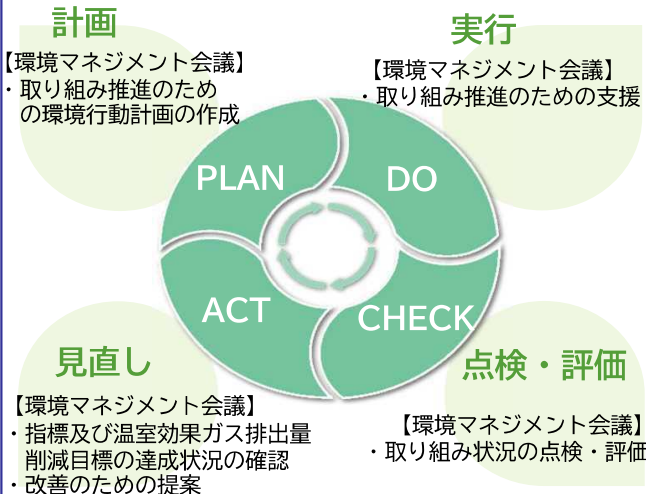 計画
【環境マネジメント会議】
・取り組み推進のため
の環境行動計画の作成
実行
【環境マネジメント会議】
・取り組み推進のための支援
PLAN
DO
ACT
CHECK
見直し
【環境マネジメント会議】
・指標及び温室効果ガス排出量
削減目標の達成状況の確認
・改善のための提案
点検・評価
【環境マネジメント会議】
・取り組み状況の点検・評価